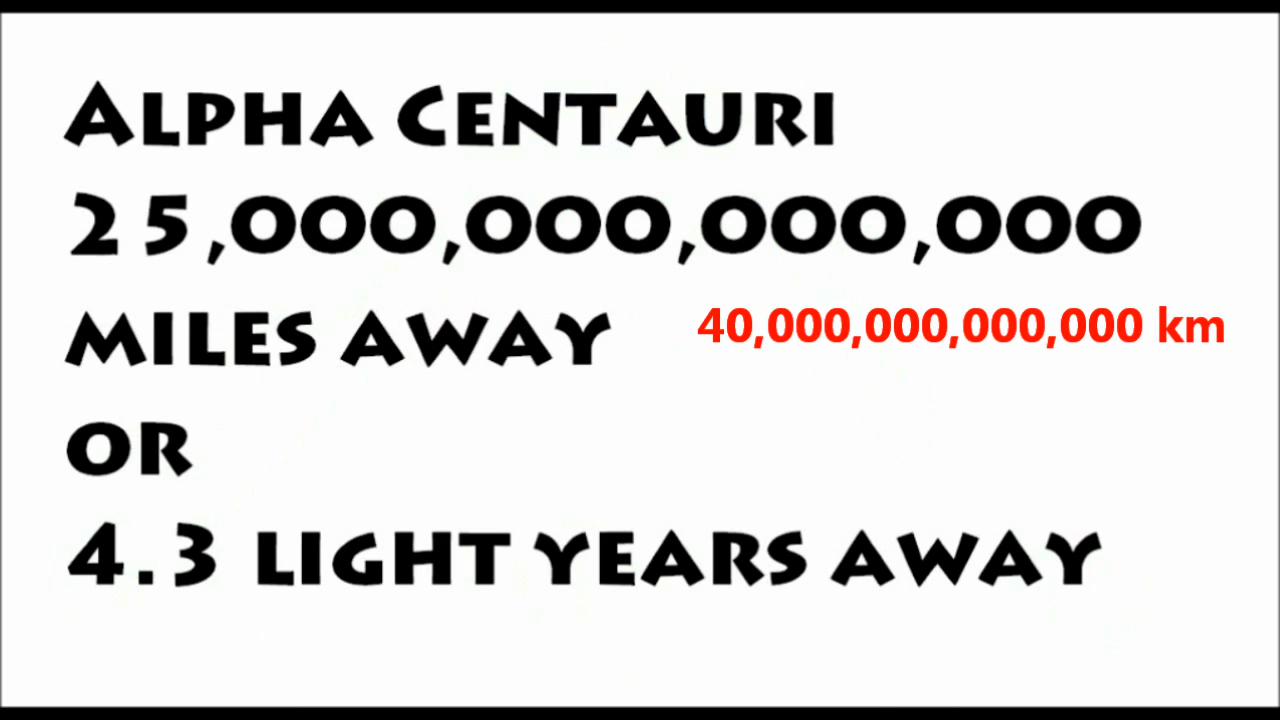 Alpha Centauri
25,000,000,000,000
miles away
40,000,000,000,000 km
or
4.3 light years away